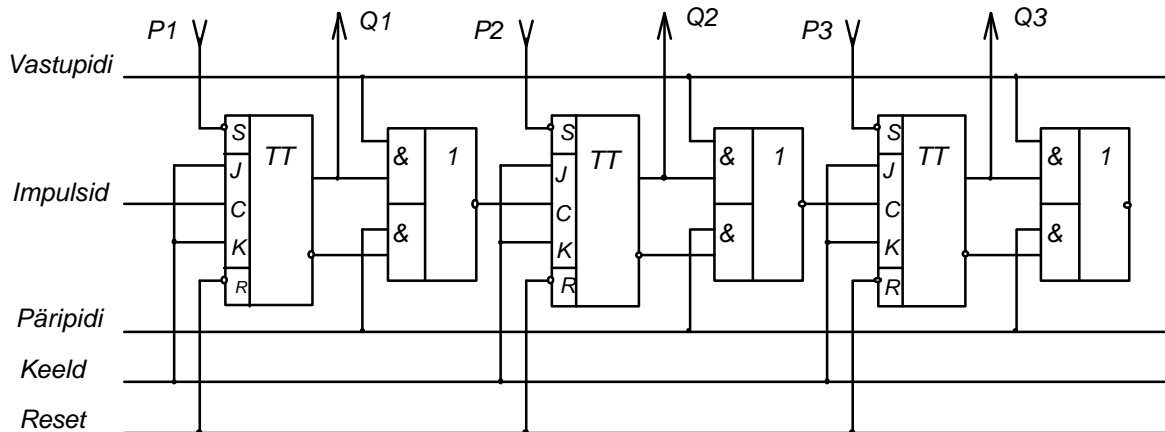 P1
Q1
P2
Q2
P3
Q3
Vastupidi
S
TT
&
1
S
TT
&
1
S
TT
&
1
J
J
J
Impulsid
C
C
C
K
&
K
&
K
&
R
R
R
Päripidi
Keeld
Reset